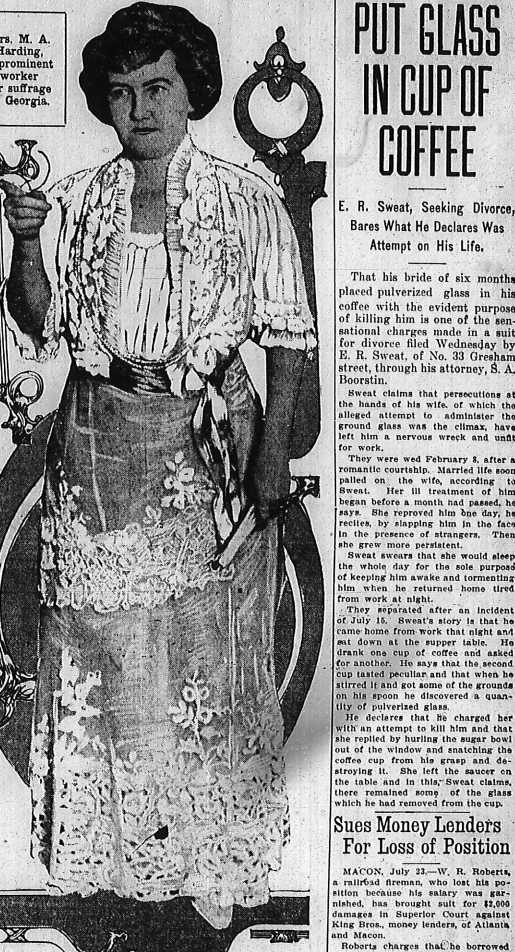 rs. M. A.
Harding,
prominent
worker
r suffrage
Georgia.
PUT GLASS
IN CUP OF
COFFEE
E. R. Sweat, Seeking Divorce,
Bares What He Declares Was
Attempt on His Life.
That his bride of six months
placed pulverized glass in his
coffee with the evident purpose
of killing him is one of the sen-
sational charges made in a suit
for divorce filed Wednesday by
E. R. Sweat, of No. 33 Gresham
street, through his attorney, S. A.
Boorstin.
Sweat claims that persecutions at
the hands of his wife, of which the
alleged attempt to administer the
ground glass was the climax, have
left him a nervous wreck and unfit
for work.
They were wed February 8, after a
romantic courtship. Married life soon
palled on the wife, according to
Sweat. Her ill treatment of him
began before a month had passed, he
says. She reproved him one day, he
recites, by slapping him in the face
in the presence of strangers. Then
she grew more persistent.
Sweat swears that she would sleep
the whole day for the sole purpose
of keeping him awake and tormenting
him when he returned home tired
from work at night.
They separated after an incident
of July 15. Sweat's story is that he
came home from work that night and
sat down at the supper table. He
drank one cup of coffee and asked
for another. He says that the second
cup tasted peculiar and that when he
stirred it and got some of the grounds
on his spoon he discovered a quan-
tity of pulverized glass.
He declares that he charged her
with an attempt to kill him and that
she replied by hurling the sugar bowl
out of the window and snatching the
coffee cup from his grasp and de-
stroying it. She left the saucer on
the table and in this, Sweat claims,
there remained some of the glass
which he had removed from the cup.
Sues Money Lenders
For Loss of Position
MACON, July 23.—W. R. Roberts,
a railroad fireman, who lost his po-
sition because his salary was gar-
nished, has brought suit for $2,000
damages in Superior Court against
King Bros., money lenders, of Atlanta
and Macon.
Roberts charges that he borrowed